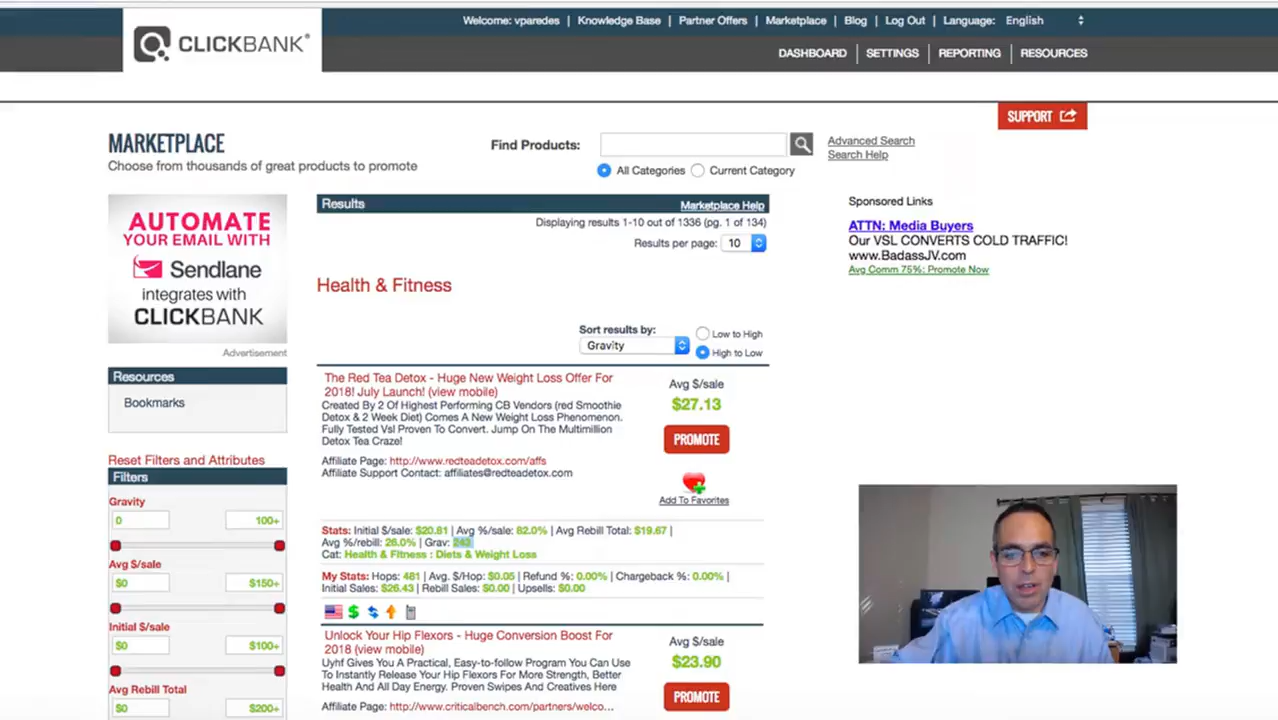 Welcome: vparedes | Knowledge Base | Partner Offers | Marketplace | Blog | Log Out | Language: English
CLICKBANK®
DASHBOARD | SETTINGS | REPORTING | RESOURCES
SUPPORT
MARKETPLACE
Choose from thousands of great products to promote
Find Products:
Advanced Search
Search Help
All Categories Current Category
AUTOMATE
YOUR EMAIL WITH
Sendlane
integrates with
CLICKBANK
Advertisement
Resources
Bookmarks
Reset Filters and Attributes
Filters
Gravity
0 100+
Avg $/sale
$0 $150+
Initial $/sale
$0 $100+
Avg Rebill Total
$0 $200+
Results Marketplace Help
Displaying results 1-10 out of 1336 (pg. 1 of 134)
Results per page: 10
Health & Fitness
Sort results by:
Gravity
Low to High
High to Low
The Red Tea Detox - Huge New Weight Loss Offer For
2018! July Launch! (view mobile)
Created By 2 Of Highest Performing CB Vendors (red Smoothie
Detox & 2 Week Diet) Comes A New Weight Loss Phenomenon.
Fully Tested Vsl Proven To Convert. Jump On The Multimillion
Detox Tea Craze!
Affiliate Page: http://www.redteadetox.com/affs
Affiliate Support Contact: affiliates@redteadetox.com
Avg $/sale
$27.13
PROMOTE
Add To Favorites
Stats: Initial $/sale: $20.81 | Avg %/sale: 82.0% | Avg Rebill Total: $19.67 |
Avg %/rebill: 26.0% | Grav: 243
Cat: Health & Fitness : Diets & Weight Loss
My Stats: Hops: 481 | Avg. $/Hop: $0.05 | Refund %: 0.00% | Chargeback %: 0.00% |
Initial Sales: $26.43 | Rebill Sales: $0.00 | Upsells: $0.00
Unlock Your Hip Flexors - Huge Conversion Boost For
2018 (view mobile)
Uyhf Gives You A Practical, Easy-to-follow Program You Can Use
To Instantly Release Your Hip Flexors For More Strength, Better
Health And All Day Energy. Proven Swipes And Creatives Here
Affiliate Page: http://www.criticalbench.com/partners/welco...
Avg $/sale
$23.90
PROMOTE
Sponsored Links
ATTN: Media Buyers
Our VSL CONVERTS COLD TRAFFIC!
www.BadassJV.com
Avg Comm 75%: Promote Now